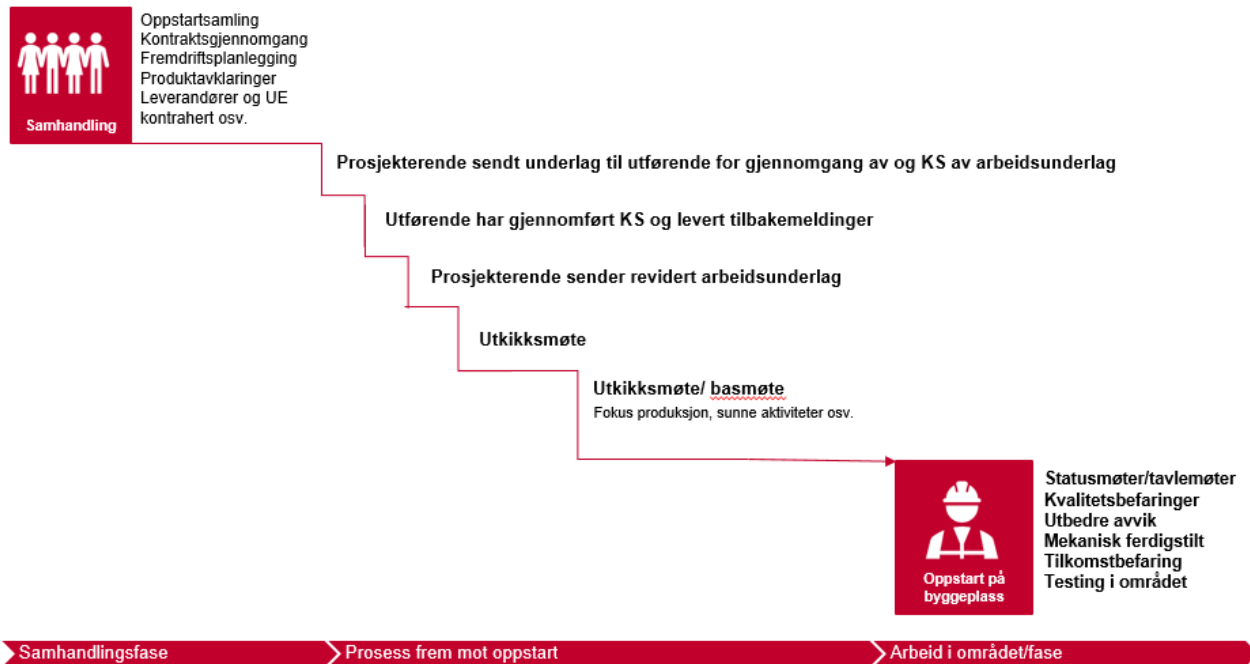 Oppstartsamling
Kontraktsgjennomgang
Fremdriftsplanlegging
Produktavklaringer
Leverandører og UE
kontrahert osv.
Samhandling
Prosjekterende sendt underlag til utførende for gjennomgang av og KS av arbeidsunderlag
Utførende har gjennomført KS og levert tilbakemeldinger
Prosjekterende sender revidert arbeidsunderlag
Utkikksmøte
Utkikksmøte/ basmøte
Fokus produksjon, sunne aktiviteter osv.
Statusmøter/tavlemøter
Kvalitetsbefaringer
Utbedre avvik
Mekanisk ferdigstilt
Tilkomstbefaring
Testing i området
Oppstart på
byggeplass
Samhandlingsfase
Prosess frem mot oppstart
Arbeid i området/fase